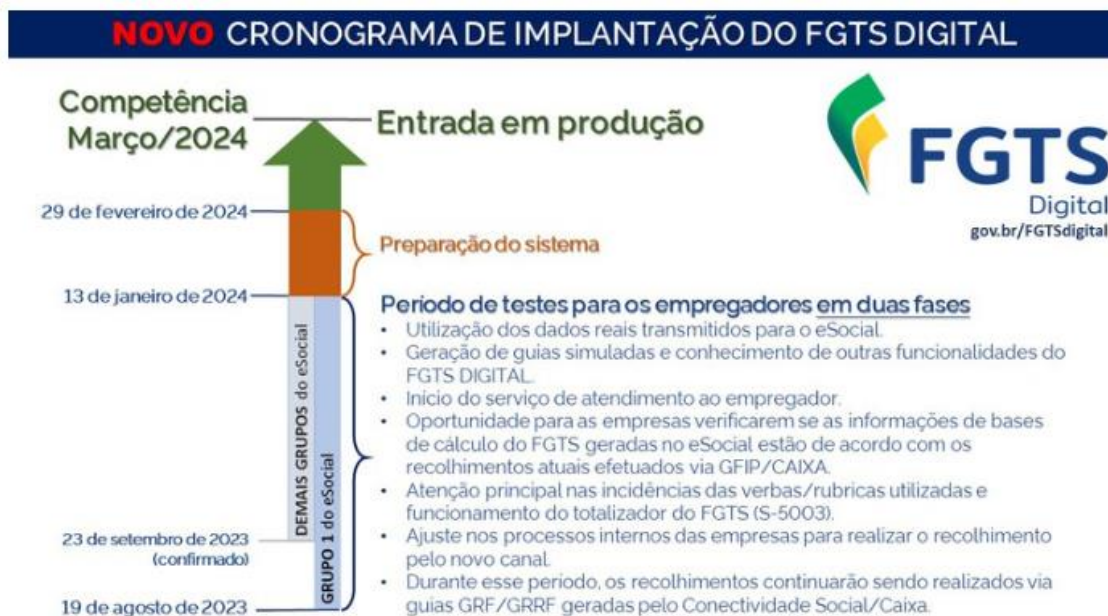 NOVO CRONOGRAMA DE IMPLANTAÇÃO DO FGTS DIGITAL
Competência
Março/2024
Entrada em produção
FGTS
Digital
gov.br/FGTSdigital
29 de fevereiro de 2024
Preparação do sistema
13 de janeiro de 2024
Período de testes para os empregadores em duas fases
• Utilização dos dados reais transmitidos para o eSocial.
• Geração de guias simuladas e conhecimento de outras funcionalidades do
FGTS DIGITAL.
• Início do serviço de atendimento ao empregador.
• Oportunidade para as empresas verificarem se as informações de bases
de cálculo do FGTS geradas no eSocial estão de acordo com os
recolhimentos atuais efetuados via GFIP/CAIXA.
• Atenção principal nas incidências das verbas/rubricas utilizadas e
funcionamento do totalizador do FGTS (S-5003).
• Ajuste nos processos internos das empresas para realizar o recolhimento
pelo novo canal.
• Durante esse período, os recolhimentos continuarão sendo realizados via
guias GRF/GRRF geradas pelo Conectividade Social/Caixa.
DEMAIS GRUPOS do eSocial
GRUPO 1 do eSocial
23 de setembro de 2023
(confirmado)
19 de agosto de 2023